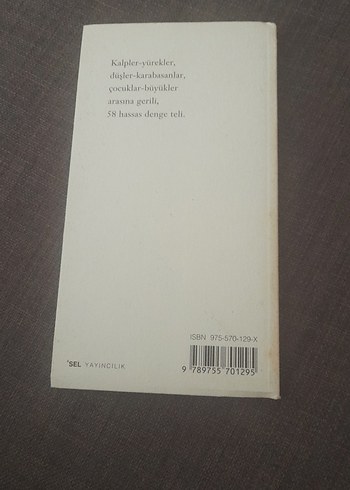 Kalpler-yürekler,
düşler-karabasanlar,
çocuklar-büyükler
arasına gerili,
58 hassas denge teli.
ISBN 975-570-129-X
9 789755 701295
'SEL YAYINCILIK